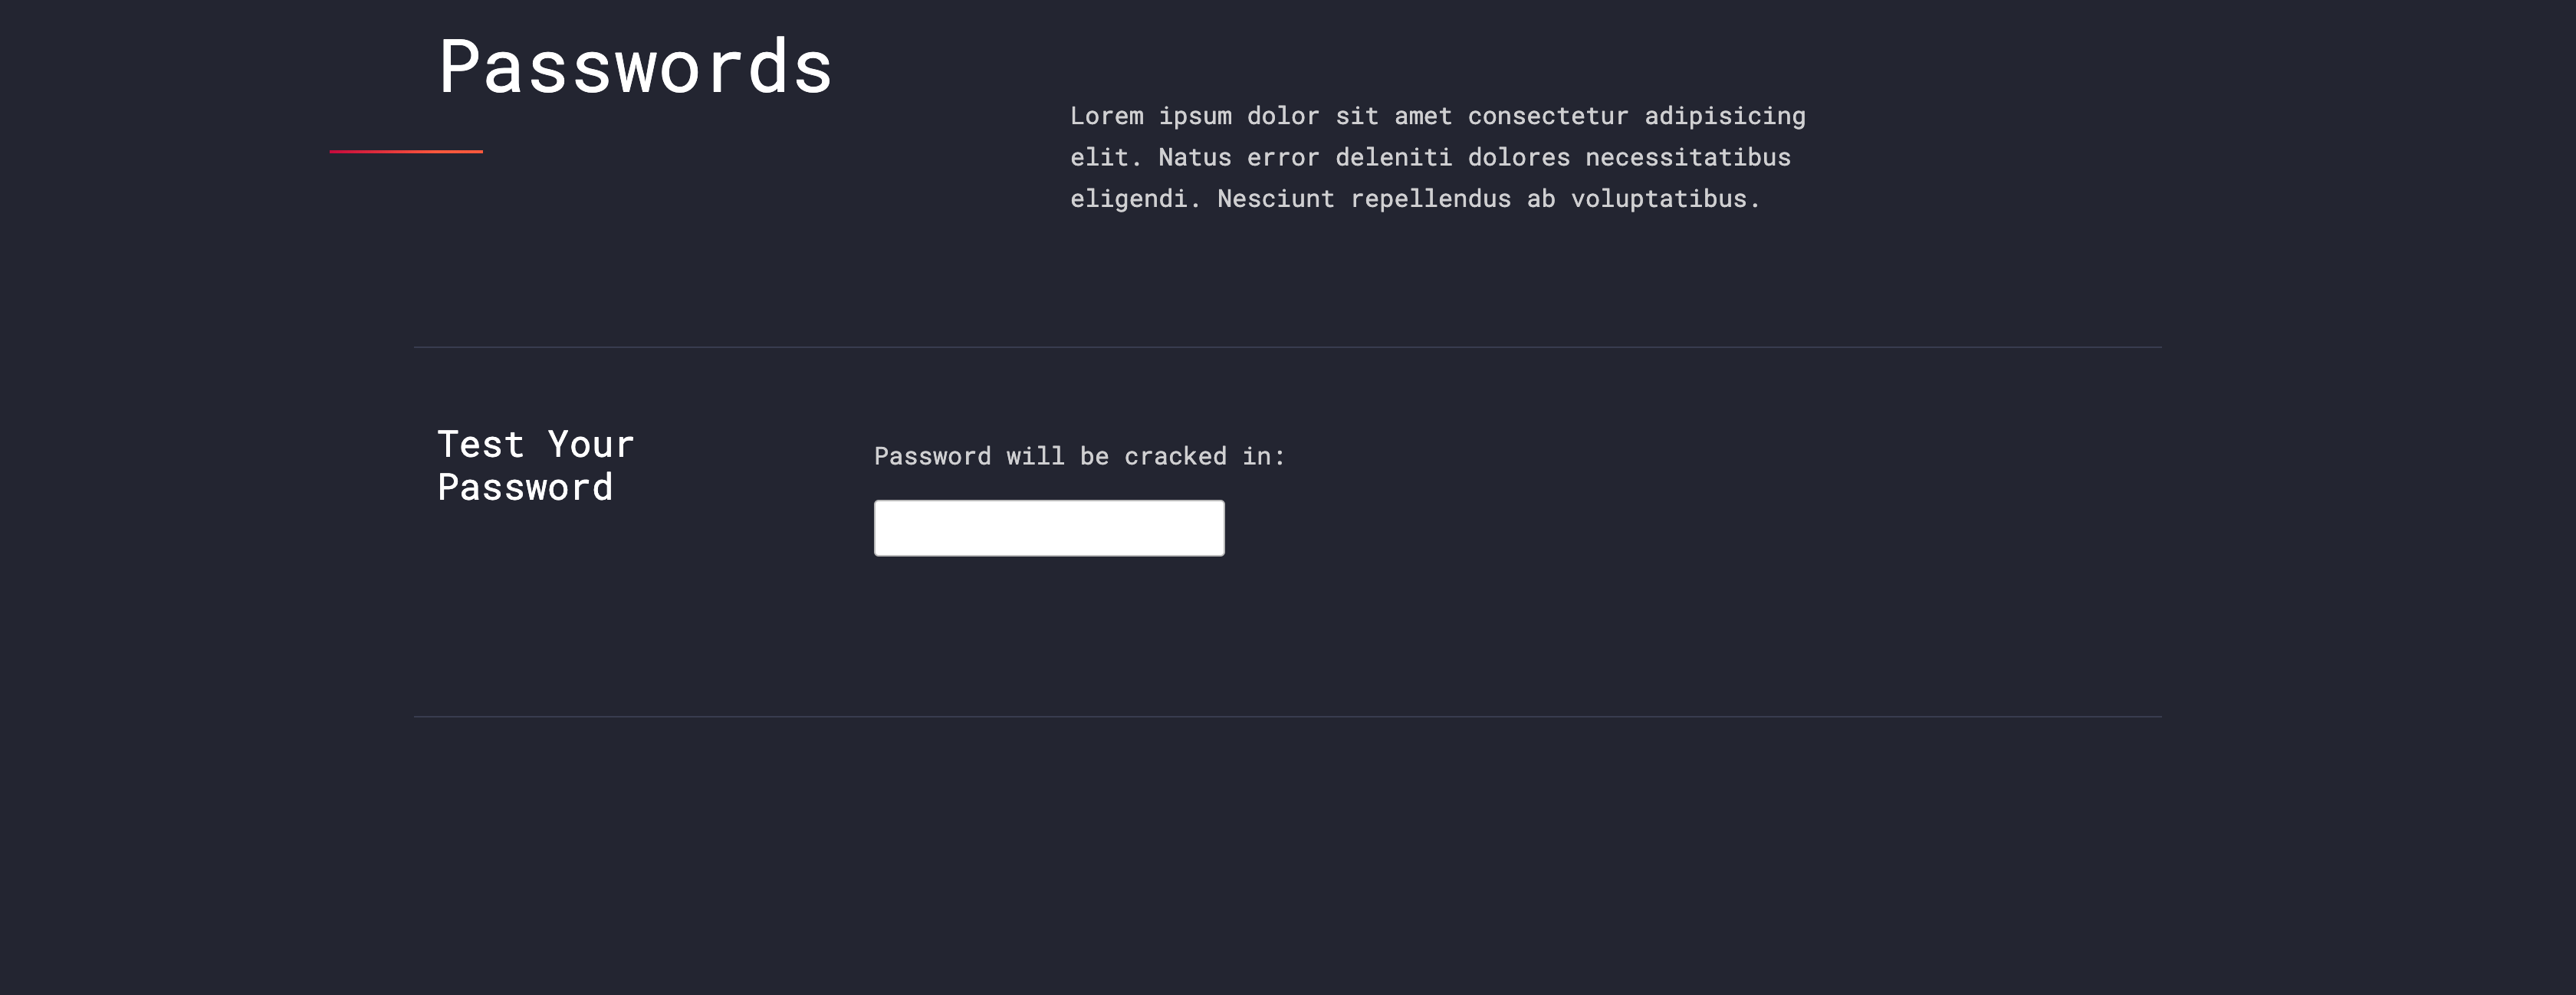 Passwords
Lorem ipsum dolor sit amet consectetur adipisicing
elit. Natus error deleniti dolores necessitatibus
eligendi. Nesciunt repellendus ab voluptatibus.
Test Your
Password
Password will be cracked in: